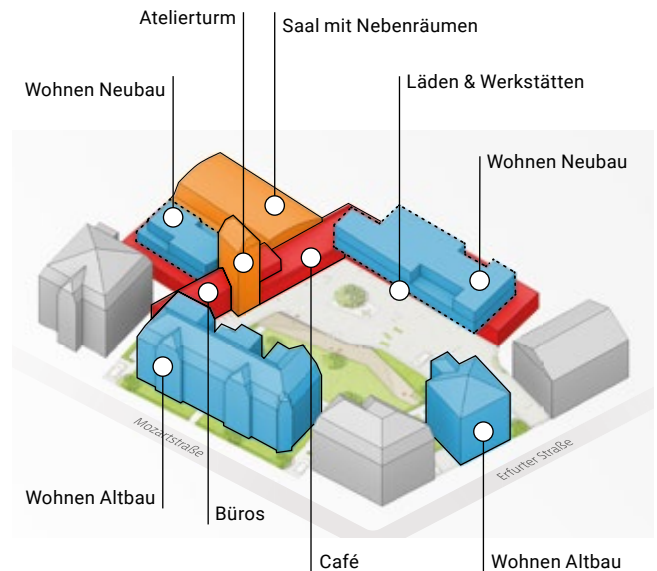 Atelierturm
Saal mit Nebenräumen
Wohnen Neubau
Läden & Werkstätten
Wohnen Neubau
Mozartstraße
Erfurter Straße
Wohnen Altbau
Büros
Café
Wohnen Altbau